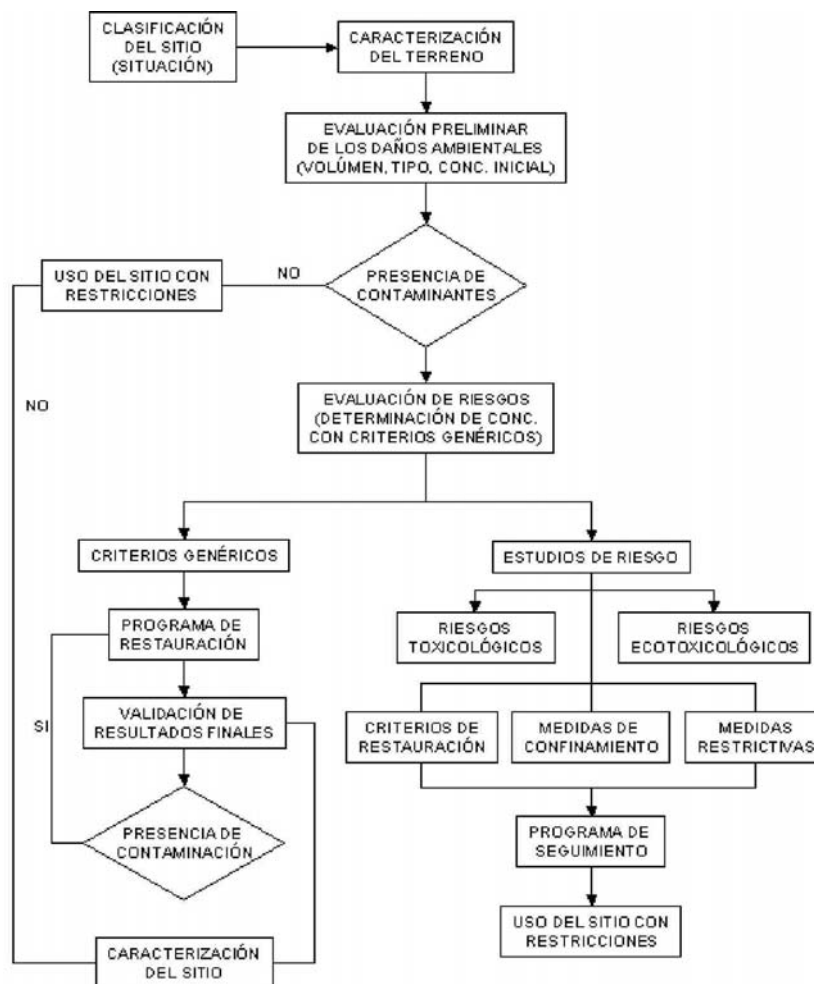 CLASIFICACIÓN
DEL SITIO
(SITUACIÓN)
CARACTERIZACIÓN
DEL TERRENO
EVALUACIÓN PRELIMINAR
DE LOS DAÑOS AMBIENTALES
(VOLÚMEN, TIPO, CONC. INICIAL)
PRESENCIA DE
CONTAMINANTES
NO
USO DEL SITIO CON
RESTRICCIONES
NO
EVALUACIÓN DE RIESGOS
(DETERMINACIÓN DE CONC.
CON CRITERIOS GENÉRICOS)
CRITERIOS GENÉRICOS
PROGRAMA DE
RESTAURACIÓN
SI
VALIDACIÓN DE
RESULTADOS FINALES
PRESENCIA DE
CONTAMINACIÓN
CARACTERIZACIÓN
DEL SITIO
ESTUDIOS DE RIESGO
RIESGOS
TOXICOLÓGICOS
RIESGOS
ECOTOXICOLÓGICOS
CRITERIOS DE
RESTAURACIÓN
MEDIDAS DE
CONFINAMIENTO
MEDIDAS
RESTRICTIVAS
PROGRAMA DE
SEGUIMIENTO
USO DEL SITIO CON
RESTRICCIONES